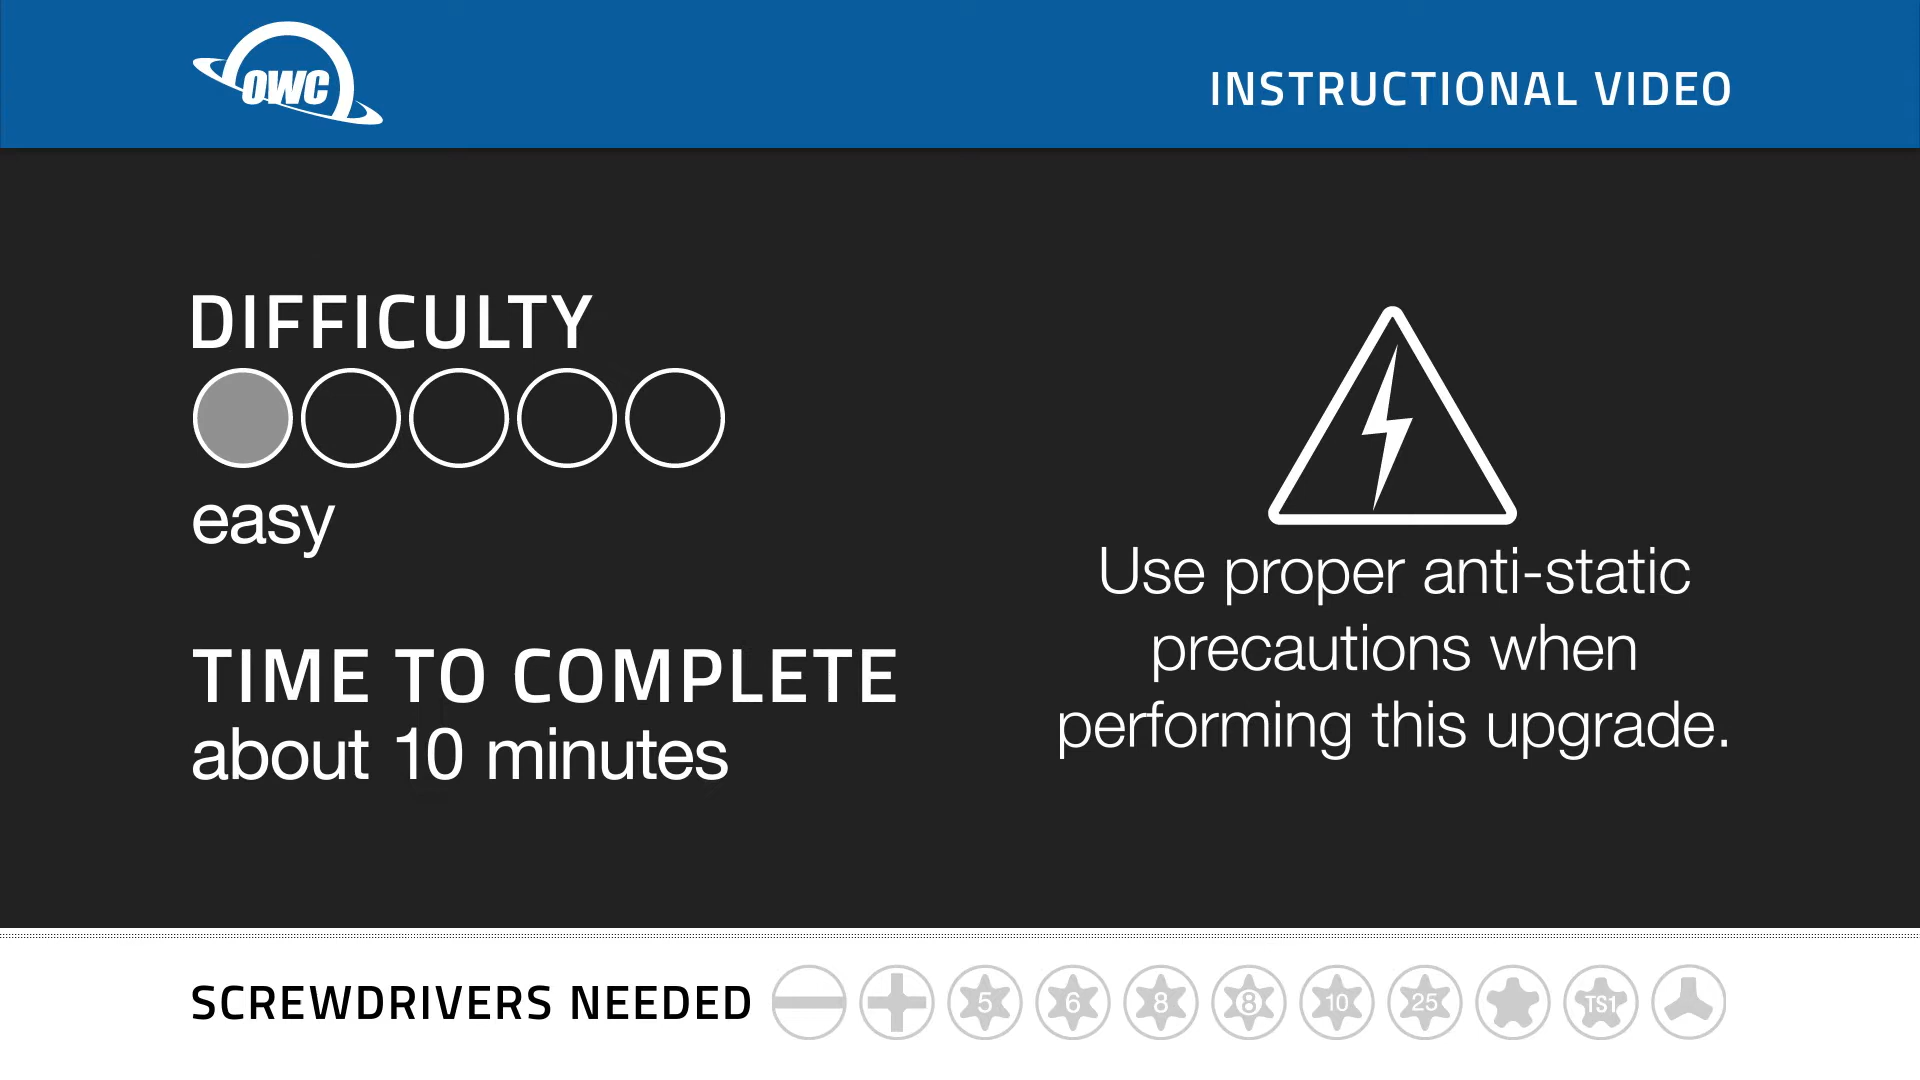 OWC
INSTRUCTIONAL VIDEO
DIFFICULTY
easy
TIME TO COMPLETE
about 10 minutes
Use proper anti-static
precautions when
performing this upgrade.
SCREWDRIVERS NEEDED 5 6 8 8 10 25 TS1